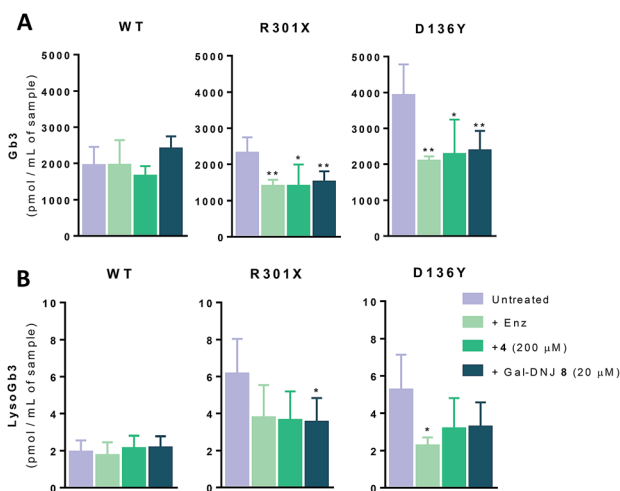 A
WT
R301X
D136Y
Gb3
(pmol / mL of sample)
5000
4000
3000
2000
1000
0
5000
4000
3000
2000
1000
0
** * **
5000
4000
3000
2000
1000
0
** * **
B
WT
R301X
D136Y
LysoGb3
(pmol / mL of sample)
10
8
6
4
2
0
10
8
6
4
2
0
*
10
8
6
4
2
0
*
Untreated
+ Enz
+4 (200 μM)
+ Gal-DNJ 8 (20 μM)